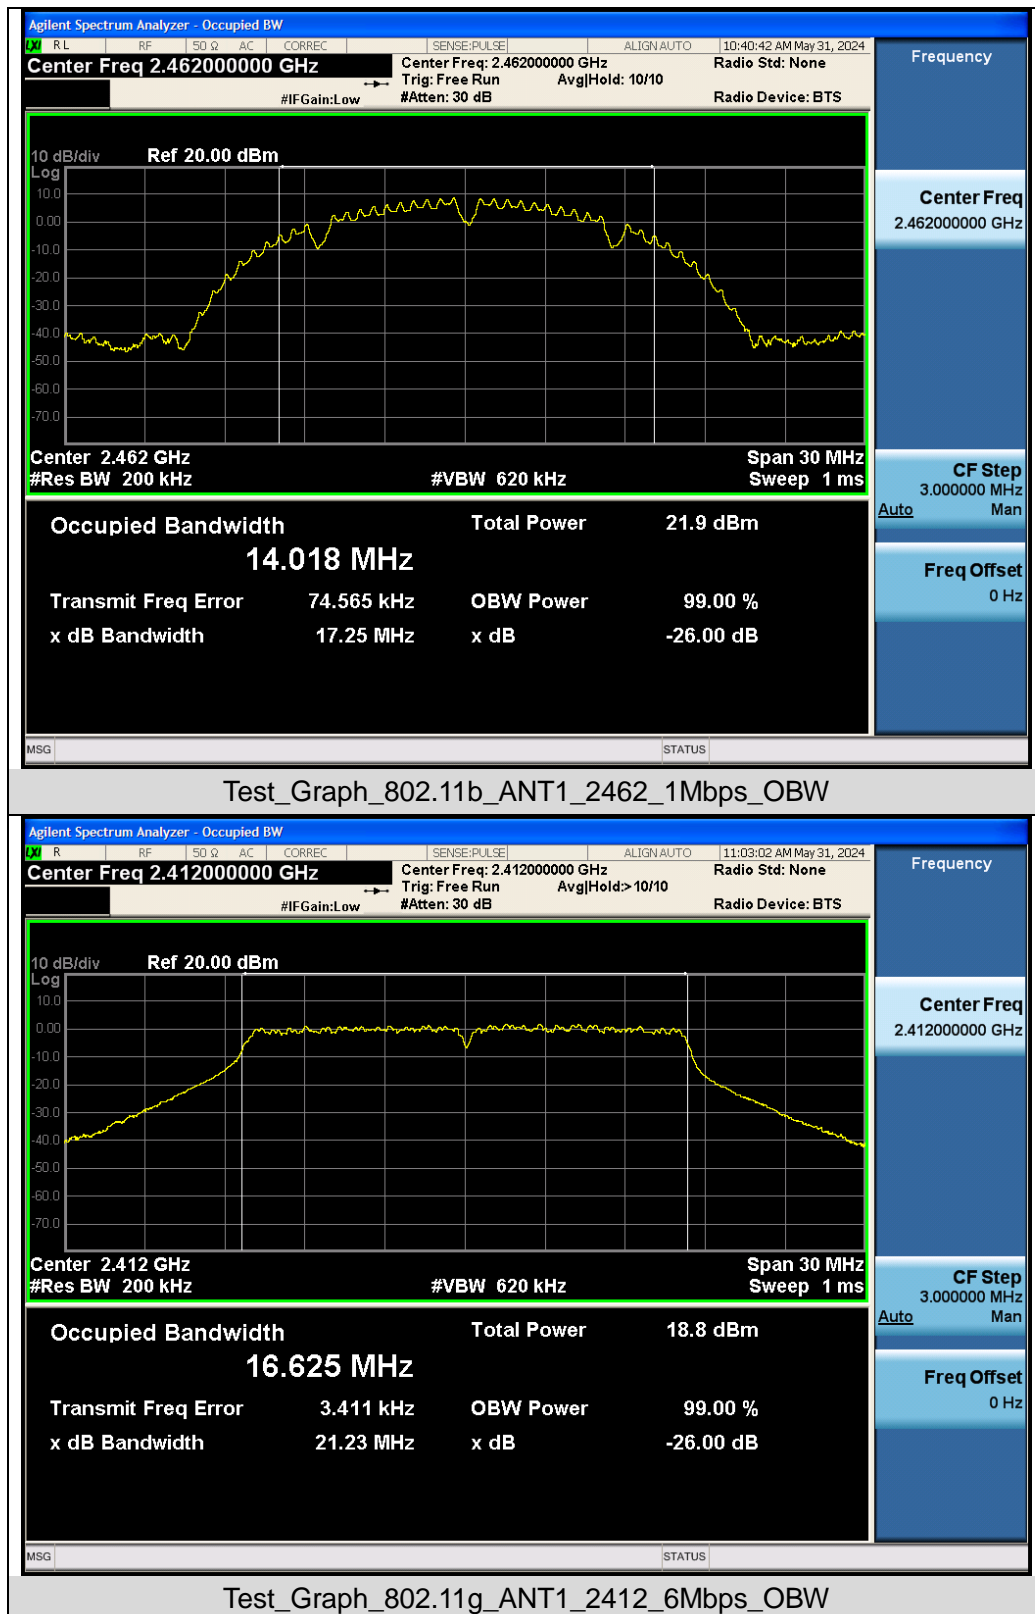 Agilent Spectrum Analyzer - Occupied BW
LXI RL RF 50 Ω AC CORREC SENSE:PULSE ALIGN AUTO 10:40:42 AM May 31, 2024
Center Freq 2.462000000 GHz
Center Freq: 2.462000000 GHz
Radio Std: None
Trig: Free Run Avg|Hold: 10/10
#IFGain:Low
#Atten: 30 dB
Radio Device: BTS
Frequency
10 dB/div Ref 20.00 dBm
Log
10.0
0.00
-10.0
-20.0
-30.0
-40.0
-50.0
-60.0
-70.0
Center Freq
2.462000000 GHz
Center 2.462 GHz Span 30 MHz
#Res BW 200 kHz #VBW 620 kHz Sweep 1 ms
CF Step
3.000000 MHz
Auto Man
Occupied Bandwidth Total Power 21.9 dBm
14.018 MHz
Transmit Freq Error 74.565 kHz OBW Power 99.00 %
x dB Bandwidth 17.25 MHz x dB -26.00 dB
Freq Offset
0 Hz
MSG STATUS
Test_Graph_802.11b_ANT1_2462_1Mbps_OBW
Agilent Spectrum Analyzer - Occupied BW
LXI R RF 50 Ω AC CORREC SENSE:PULSE ALIGN AUTO 11:03:02 AM May 31, 2024
Center Freq 2.412000000 GHz
Center Freq: 2.412000000 GHz
Radio Std: None
Trig: Free Run Avg|Hold:> 10/10
#IFGain:Low
#Atten: 30 dB
Radio Device: BTS
Frequency
10 dB/div Ref 20.00 dBm
Log
10.0
0.00
-10.0
-20.0
-30.0
-40.0
-50.0
-60.0
-70.0
Center Freq
2.412000000 GHz
Center 2.412 GHz Span 30 MHz
#Res BW 200 kHz #VBW 620 kHz Sweep 1 ms
CF Step
3.000000 MHz
Auto Man
Occupied Bandwidth Total Power 18.8 dBm
16.625 MHz
Transmit Freq Error 3.411 kHz OBW Power 99.00 %
x dB Bandwidth 21.23 MHz x dB -26.00 dB
Freq Offset
0 Hz
MSG STATUS
Test_Graph_802.11g_ANT1_2412_6Mbps_OBW